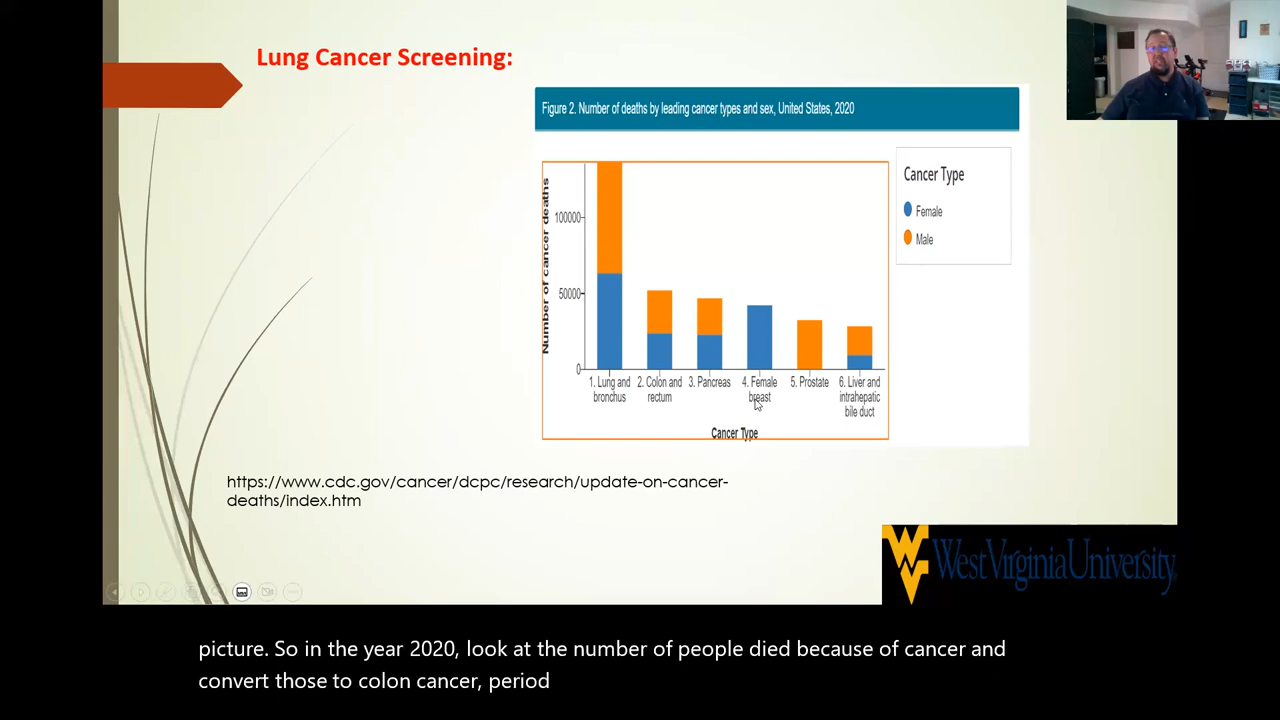 Lung Cancer Screening:
Figure 2. Number of deaths by leading cancer types and sex, United States, 2020
Number of cancer deaths
100000
50000
0
1. Lung and
bronchus
2. Colon and
rectum
3. Pancreas
4. Female
breast
5. Prostate
6. Liver and
intrahepatic
bile duct
Cancer Type
Cancer Type
Female
Male
https://www.cdc.gov/cancer/dcpc/research/update-on-cancer-
deaths/index.htm
WestVirginiaUniversity
picture. So in the year 2020, look at the number of people died because of cancer and
convert those to colon cancer, period